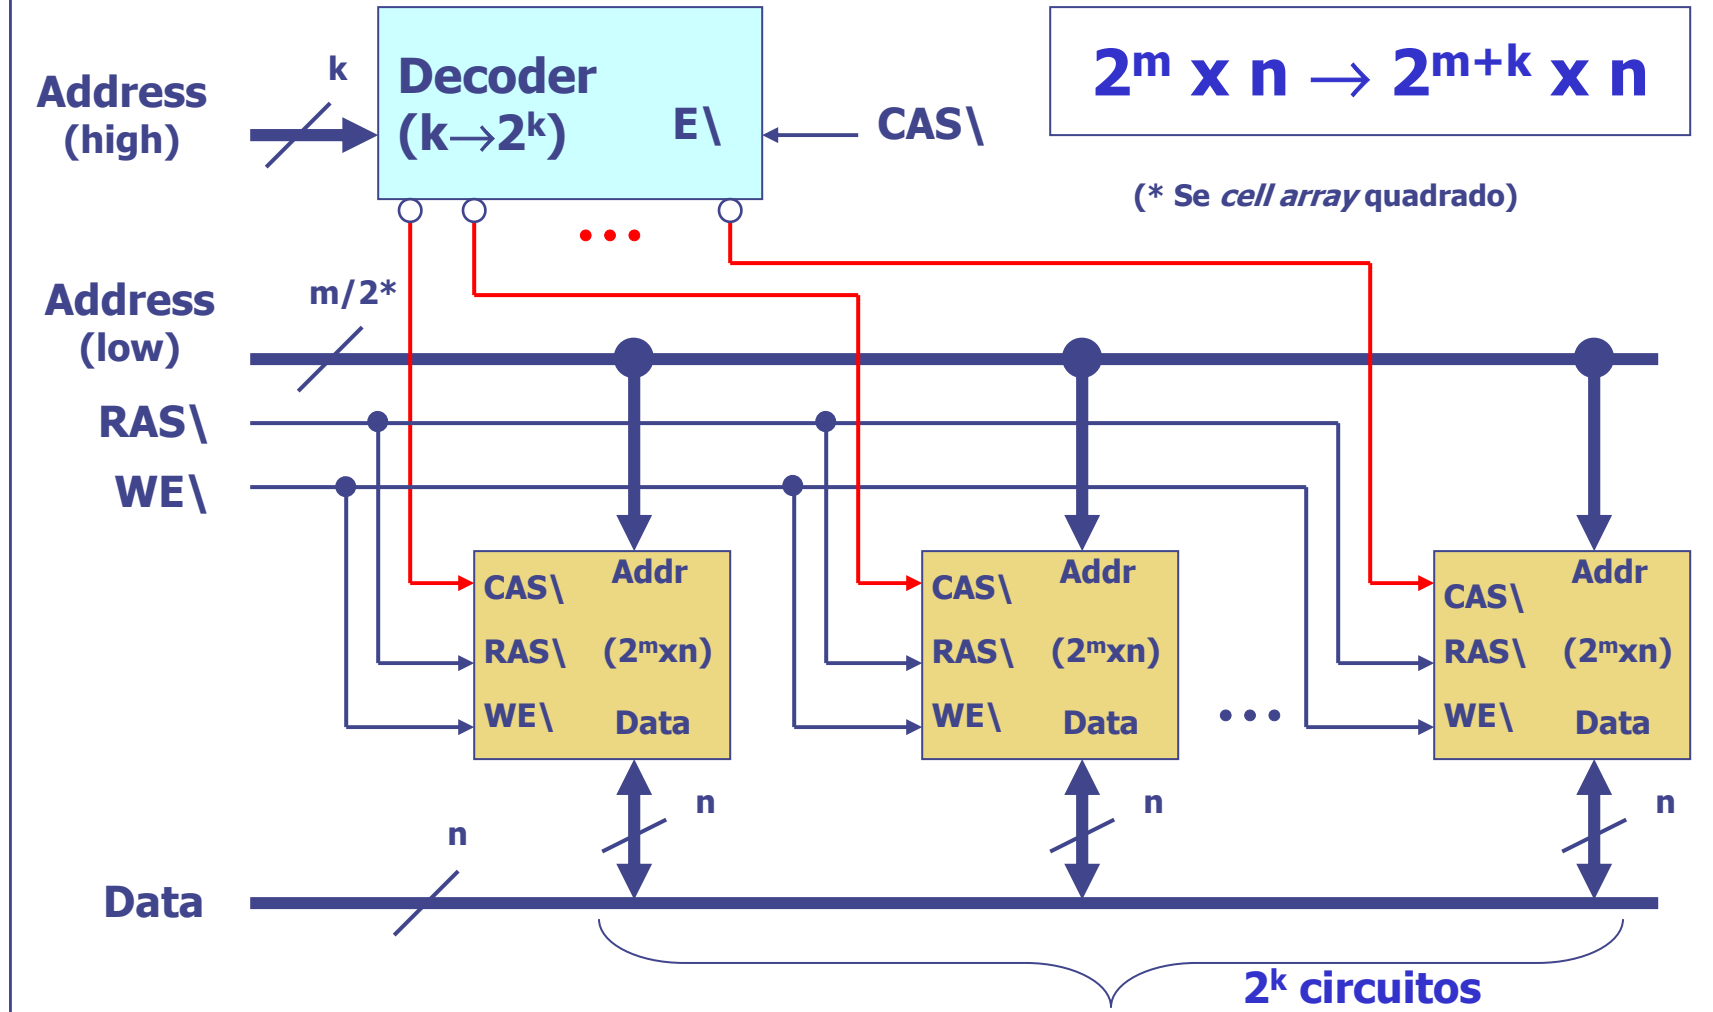 Address
(high)
k
Decoder
(k→2ᵏ)
E\
CAS\
2ᵐ x n → 2ᵐ⁺ᵏ x n
(* Se cell array quadrado)
...
Address
(low)
m/2*
RAS\
WE\
CAS\
Addr
RAS\
(2ᵐxn)
WE\
Data
CAS\
Addr
RAS\
(2ᵐxn)
WE\
Data
...
CAS\
Addr
RAS\
(2ᵐxn)
WE\
Data
n
n
n
n
Data
2ᵏ circuitos